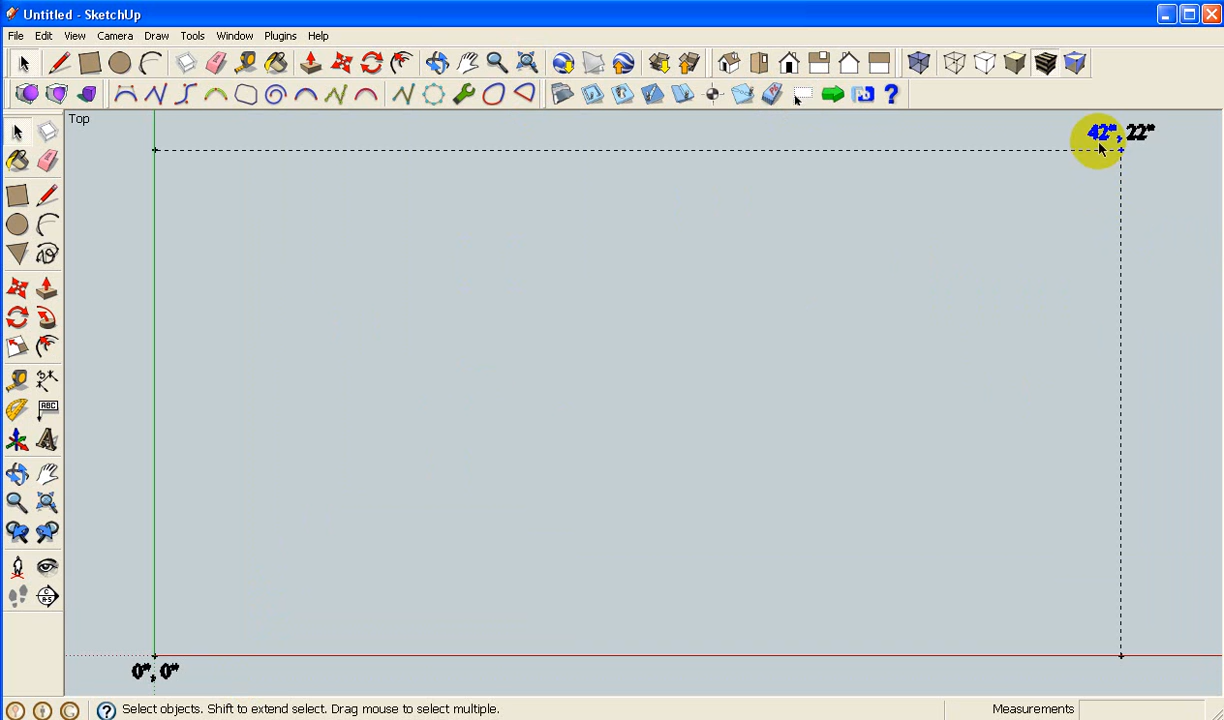 Untitled - SketchUp
File Edit View Camera Draw Tools Window Plugins Help
Top
42", 22"
ABC
0", 0"
Select objects. Shift to extend select. Drag mouse to select multiple.
Measurements